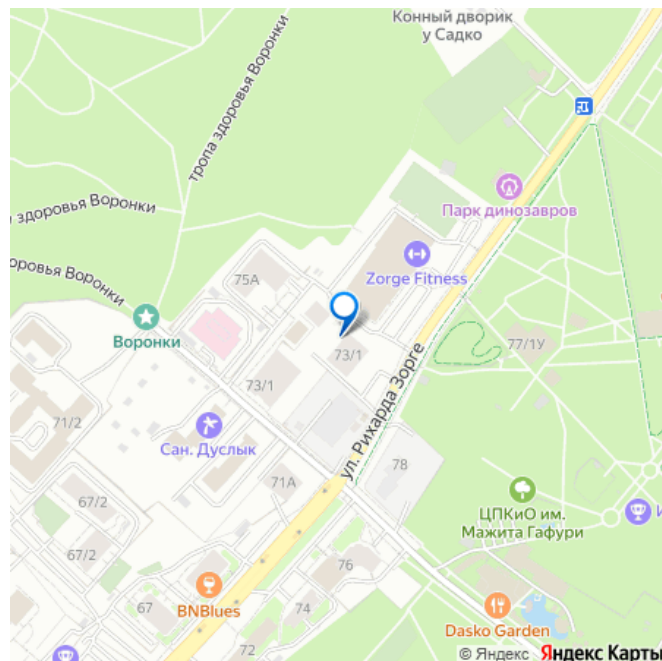 Конный дворик
у Садко
тропа здоровья Воронки
Парк динозавров
и здоровья Воронки
Zorge Fitness
75А
оровья Воронки
Воронки
77/1У
73/1
73/1
ул. Рихарда Зорге
71/2
Сан. Дуслык
78
71А
67/2
ЦПКиО им.
Мажита Гафури
И
67/2
76
67
BNBlues
74
Dasko Garden
72
© Яндекс Яндекс Карты